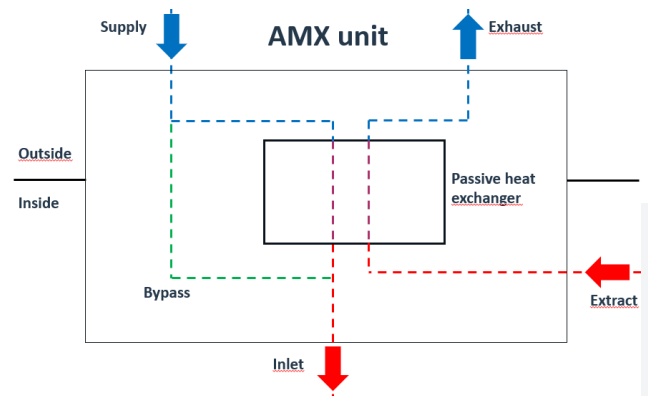 Supply
AMX unit
Exhaust
Outside
Inside
Passive heat
exchanger
Bypass
Extract
Inlet